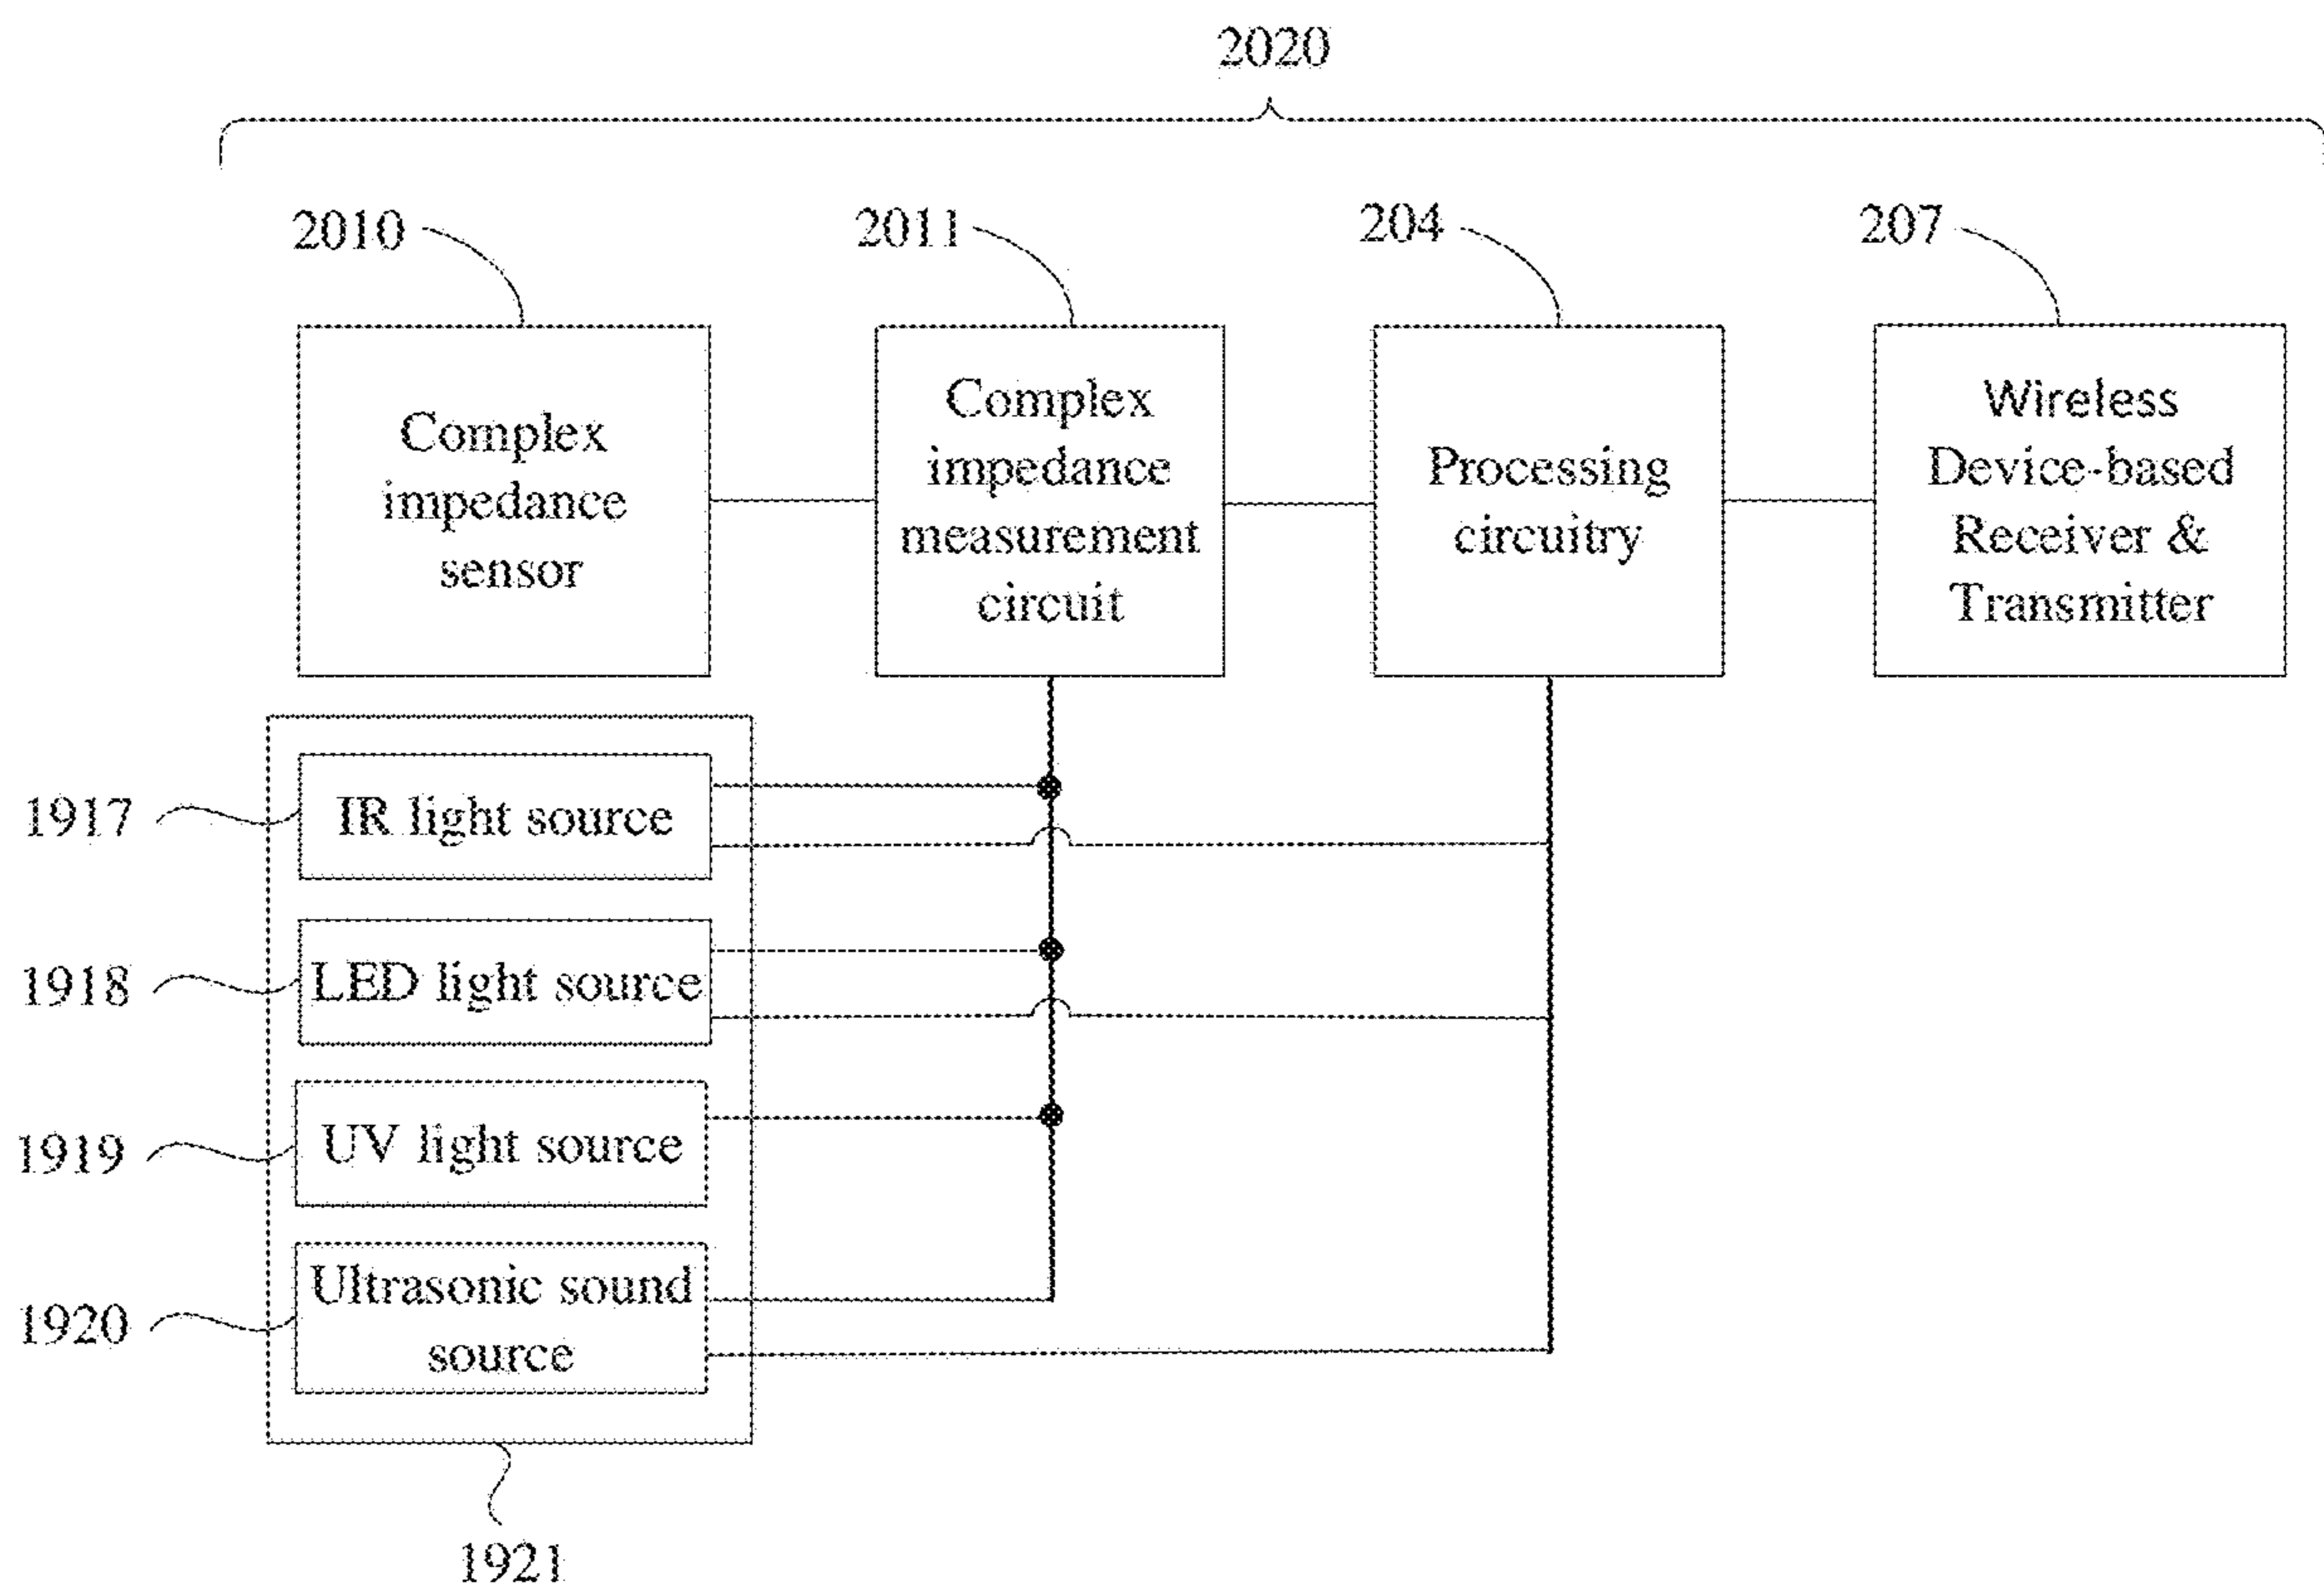 2020
2010
2011
204
207
Complex
impedance
sensor
Complex
impedance
measurement
circuit
Processing
circuitry
Wireless
Device-based
Receiver &
Transmitter
1917
IR light source
1918
LED light source
1919
UV light source
1920
Ultrasonic sound
source
1921